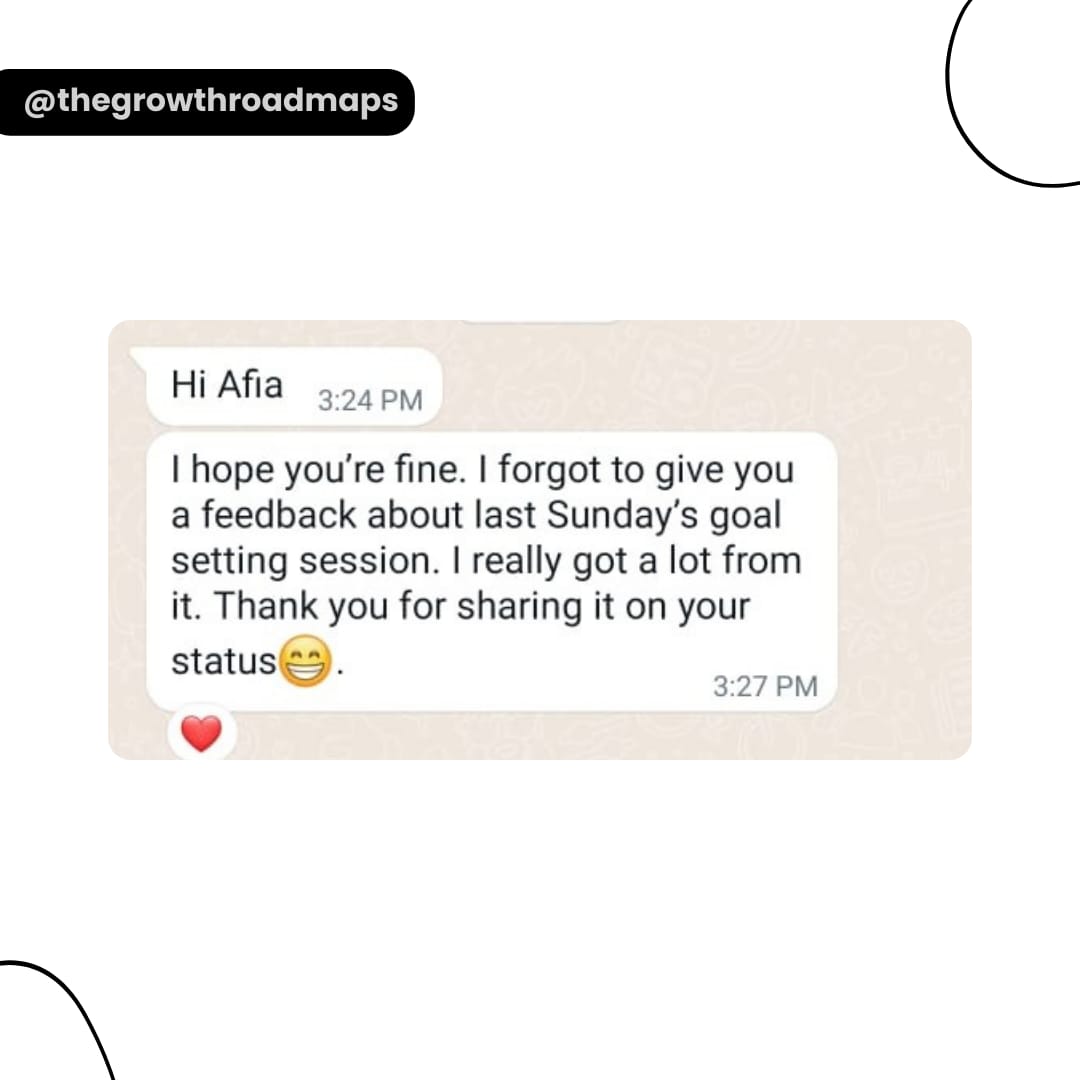 @thegrowthroadmaps
Hi Afia
3:24 PM
I hope you’re fine. I forgot to give you
a feedback about last Sunday’s goal
setting session. I really got a lot from
it. Thank you for sharing it on your
status😁.
3:27 PM
❤️